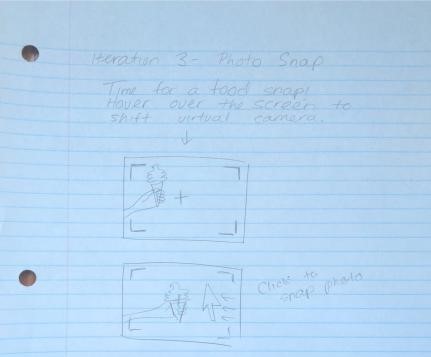 Iteration 3- Photo Snap
Time for a food snap!
Hover over the screen to
shift virtual camera.
Click to
snap photo